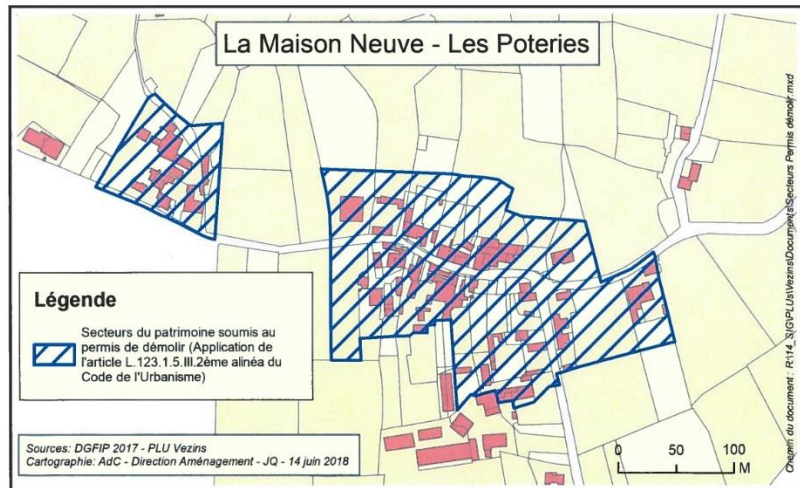 La Maison Neuve - Les Poteries
Légende
Secteurs du patrimoine soumis au
permis de démolir (Application de
l'article L.123.1.5.III.2ème alinéa du
Code de l'Urbanisme)
Sources: DGFIP 2017 - PLU Vezins
Cartographie: AdC - Direction Aménagement - JQ - 14 juin 2018
0 50 100
M
Chemin du document : R:\14_SIG\PLUs\Vezins\Documents\Secteurs Permis démolir.mxd